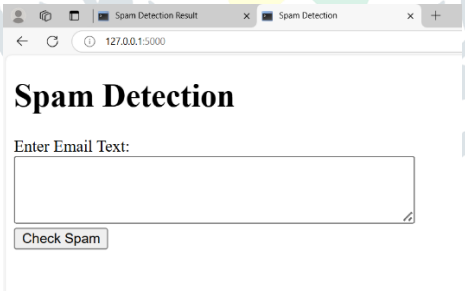 Spam Detection Result
Spam Detection
127.0.0.1:5000
Spam Detection
Enter Email Text:
Check Spam